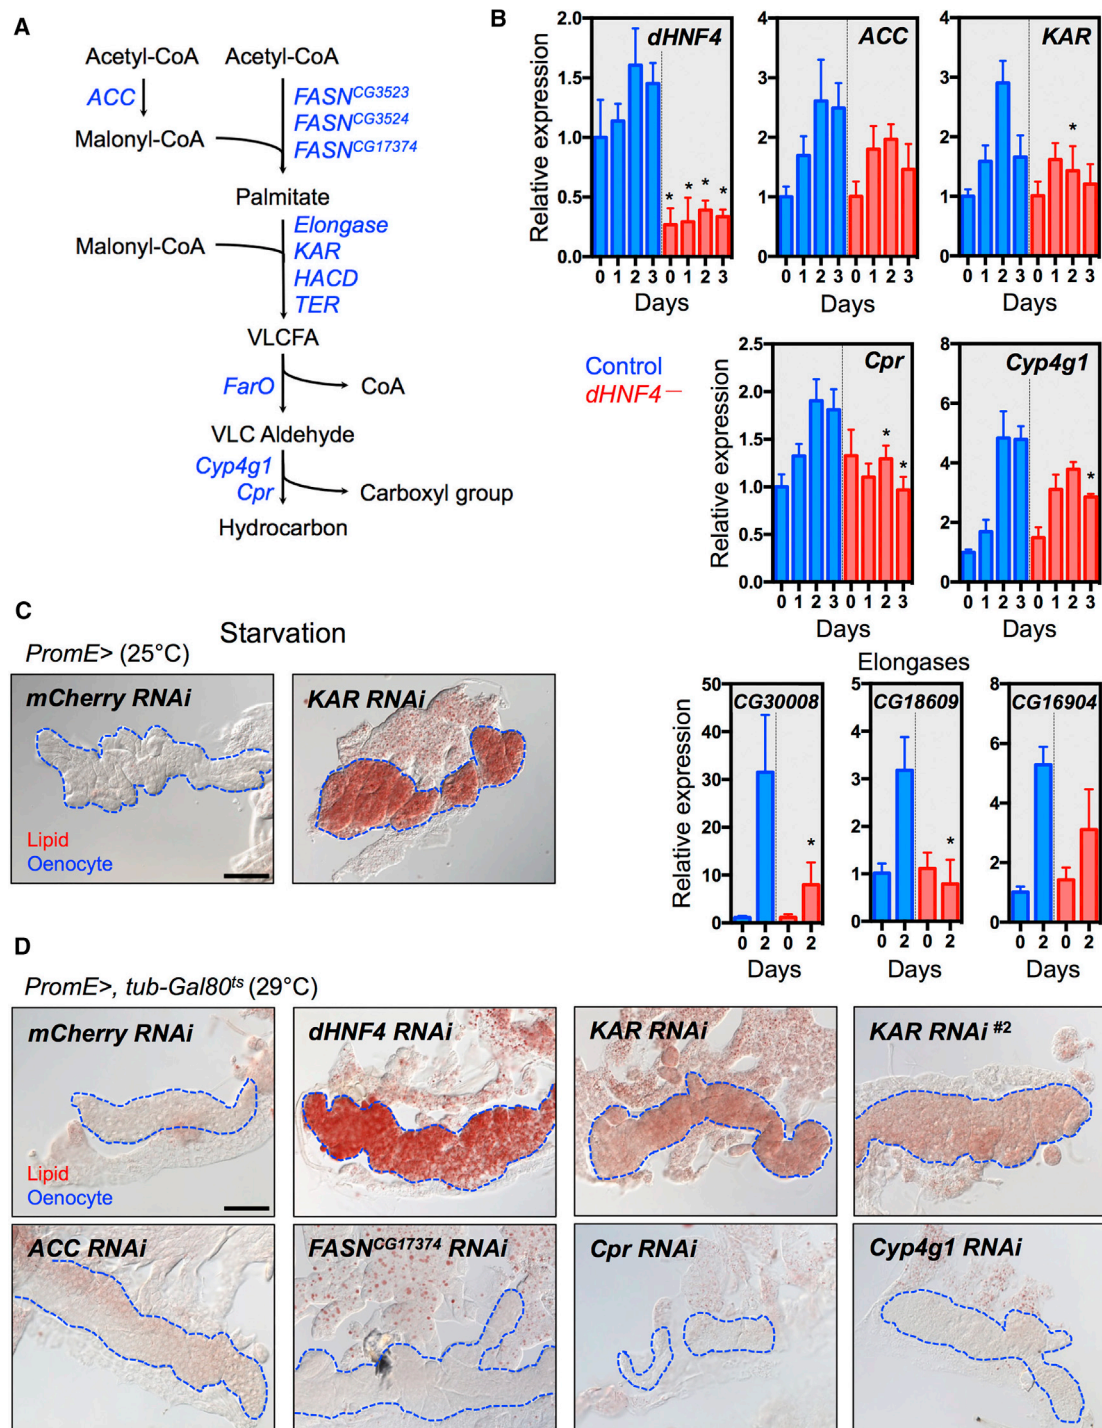 A
Acetyl-CoA Acetyl-CoA
ACC
FASN^CG3523
FASN^CG3524
FASN^CG17374
Malonyl-CoA
Palmitate
Malonyl-CoA
Elongase
KAR
HACD
TER
VLCFA
FarO
CoA
VLC Aldehyde
Cyp4g1
Cpr
Carboxyl group
Hydrocarbon
B
Relative expression
2.0
1.5
1.0
0.5
0.0
dHNF4
* * * *
0 1 2 3 0 1 2 3
Days
4
3
2
1
0
ACC
0 1 2 3 0 1 2 3
Days
4
3
2
1
0
KAR
*
0 1 2 3 0 1 2 3
Days
Control
dHNF4 −
Relative expression
2.5
2.0
1.5
1.0
0.5
0.0
Cpr
* *
0 1 2 3 0 1 2 3
Days
8
6
4
2
0
Cyp4g1
*
0 1 2 3 0 1 2 3
Days
Elongases
Relative expression
50
40
30
20
10
0
CG30008
*
0 2 0 2
Days
5
4
3
2
1
0
CG18609
*
0 2 0 2
Days
8
6
4
2
0
CG16904
0 2 0 2
Days
C
Starvation
PromE> (25°C)
mCherry RNAi
Lipid
Oenocyte
KAR RNAi
D
PromE>, tub-Gal80^ts (29°C)
mCherry RNAi
Lipid
Oenocyte
dHNF4 RNAi
KAR RNAi
KAR RNAi #2
ACC RNAi
FASN^CG17374 RNAi
Cpr RNAi
Cyp4g1 RNAi